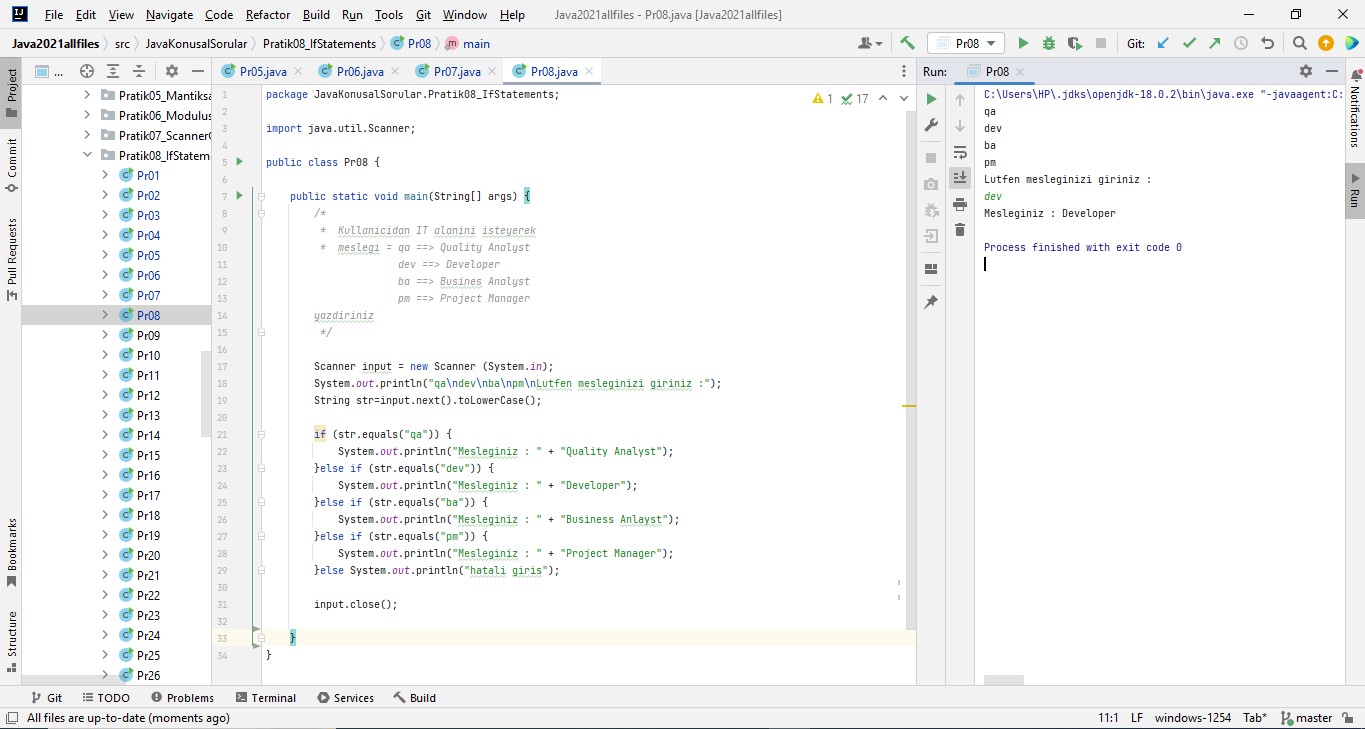 File Edit View Navigate Code Refactor Build Run Tools Git Window Help Java2021allfiles - Pr08.java [Java2021allfiles]
Java2021allfiles src JavaKonusalSorular Pratik08_IfStatements Pr08 main Pr08 Git:
Project
Commit
Pull Requests
Bookmarks
Structure
...
Pratik05_Mantiksa
Pratik06_Modulus
Pratik07_Scanner
Pratik08_IfStatem
Pr01
Pr02
Pr03
Pr04
Pr05
Pr06
Pr07
Pr08
Pr09
Pr10
Pr11
Pr12
Pr13
Pr14
Pr15
Pr16
Pr17
Pr18
Pr19
Pr20
Pr21
Pr22
Pr23
Pr24
Pr25
Pr26
Pr05.java Pr06.java Pr07.java Pr08.java
1 17
1 package JavaKonusalSorular.Pratik08_IfStatements;
2
3 import java.util.Scanner;
4
5 public class Pr08 {
6
7 public static void main(String[] args) {
8 /*
9 * Kullanicidan IT alanini isteyerek
10 * meslegi = qa ==> Quality Analyst
11 dev ==> Developer
12 ba ==> Busines Analyst
13 pm ==> Project Manager
14 yazdiriniz
15 */
16
17 Scanner input = new Scanner (System.in);
18 System.out.println("qa\ndev\nba\npm\nLutfen mesleginizi giriniz :");
19 String str=input.next().toLowerCase();
20
21 if (str.equals("qa")) {
22 System.out.println("Mesleginiz : " + "Quality Analyst");
23 }else if (str.equals("dev")) {
24 System.out.println("Mesleginiz : " + "Developer");
25 }else if (str.equals("ba")) {
26 System.out.println("Mesleginiz : " + "Business Anlayst");
27 }else if (str.equals("pm")) {
28 System.out.println("Mesleginiz : " + "Project Manager");
29 }else System.out.println("hatali giris");
30
31 input.close();
32
33 }
34 }
Run: Pr08
C:\Users\HP\.jdks\openjdk-18.0.2\bin\java.exe "-javaagent:C:
qa
dev
ba
pm
Lutfen mesleginizi giriniz :
dev
Mesleginiz : Developer
Process finished with exit code 0
Notifications
Run
Git TODO Problems Terminal Services Build
All files are up-to-date (moments ago) 11:1 LF windows-1254 Tab* master